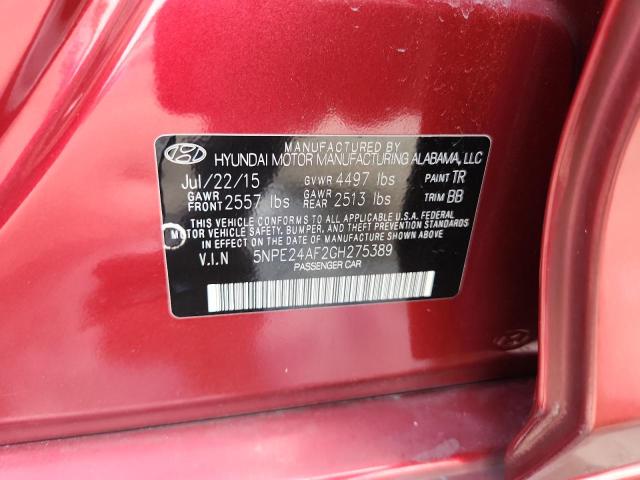 MANUFACTURED BY
HYUNDAI MOTOR MANUFACTURING ALABAMA, LLC
Jul/22/15 GVWR 4497 lbs PAINT TR
GAWR FRONT 2557 lbs GAWR REAR 2513 lbs TRIM BB
THIS VEHICLE CONFORMS TO ALL APPLICABLE U.S.A. FEDERAL
MOTOR VEHICLE SAFETY, BUMPER, AND THEFT PREVENTION STANDARDS
IN EFFECT ON THE DATE OF MANUFACTURE SHOWN ABOVE
V.I.N 5NPE24AF2GH275389
PASSENGER CAR